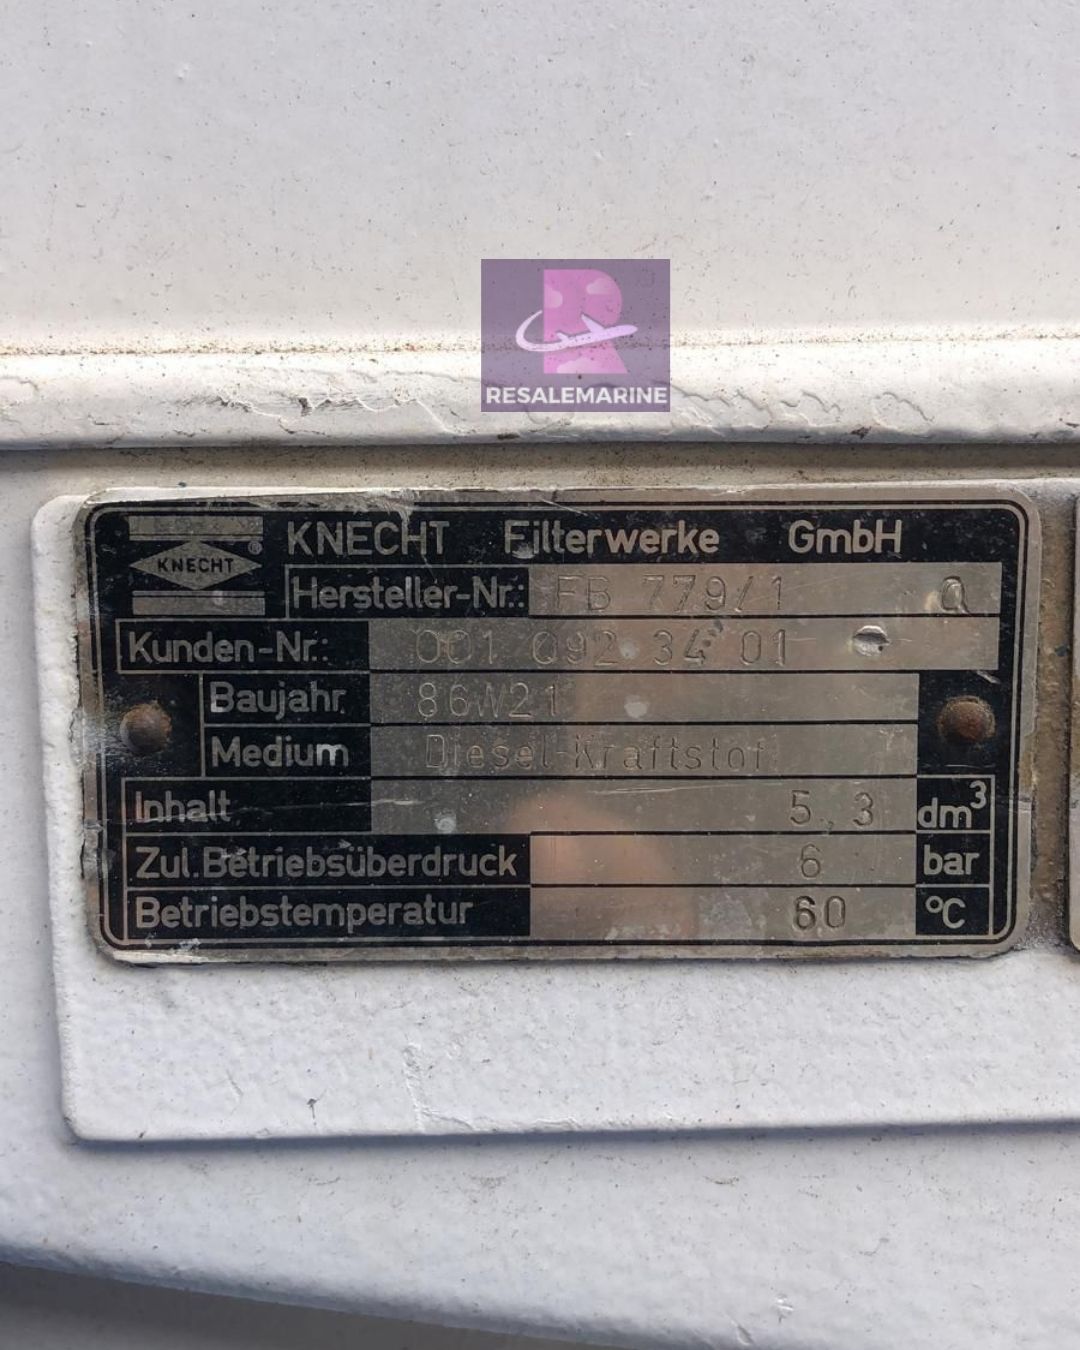 RESALEMARINE
KNECHT Filterwerke GmbH
KNECHT ®
Hersteller-Nr.: FB 779/1 Q
Kunden-Nr.: 001 092 34 01
Baujahr 86W21
Medium Diesel-Kraftstof
Inhalt 5,3 dm³
Zul. Betriebsüberdruck 6 bar
Betriebstemperatur 60 °C